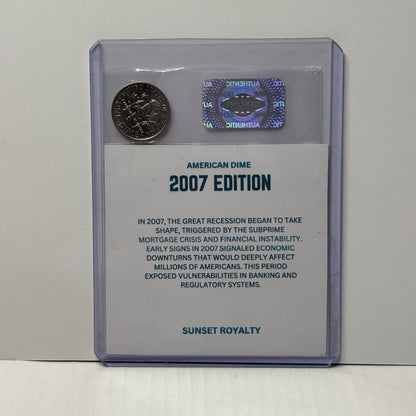 AUTHENTIC
AMERICAN DIME
2007 EDITION
IN 2007, THE GREAT RECESSION BEGAN TO TAKE
SHAPE, TRIGGERED BY THE SUBPRIME
MORTGAGE CRISIS AND FINANCIAL INSTABILITY.
EARLY SIGNS IN 2007 SIGNALED ECONOMIC
DOWNTURNS THAT WOULD DEEPLY AFFECT
MILLIONS OF AMERICANS. THIS PERIOD
EXPOSED VULNERABILITIES IN BANKING AND
REGULATORY SYSTEMS.
SUNSET ROYALTY